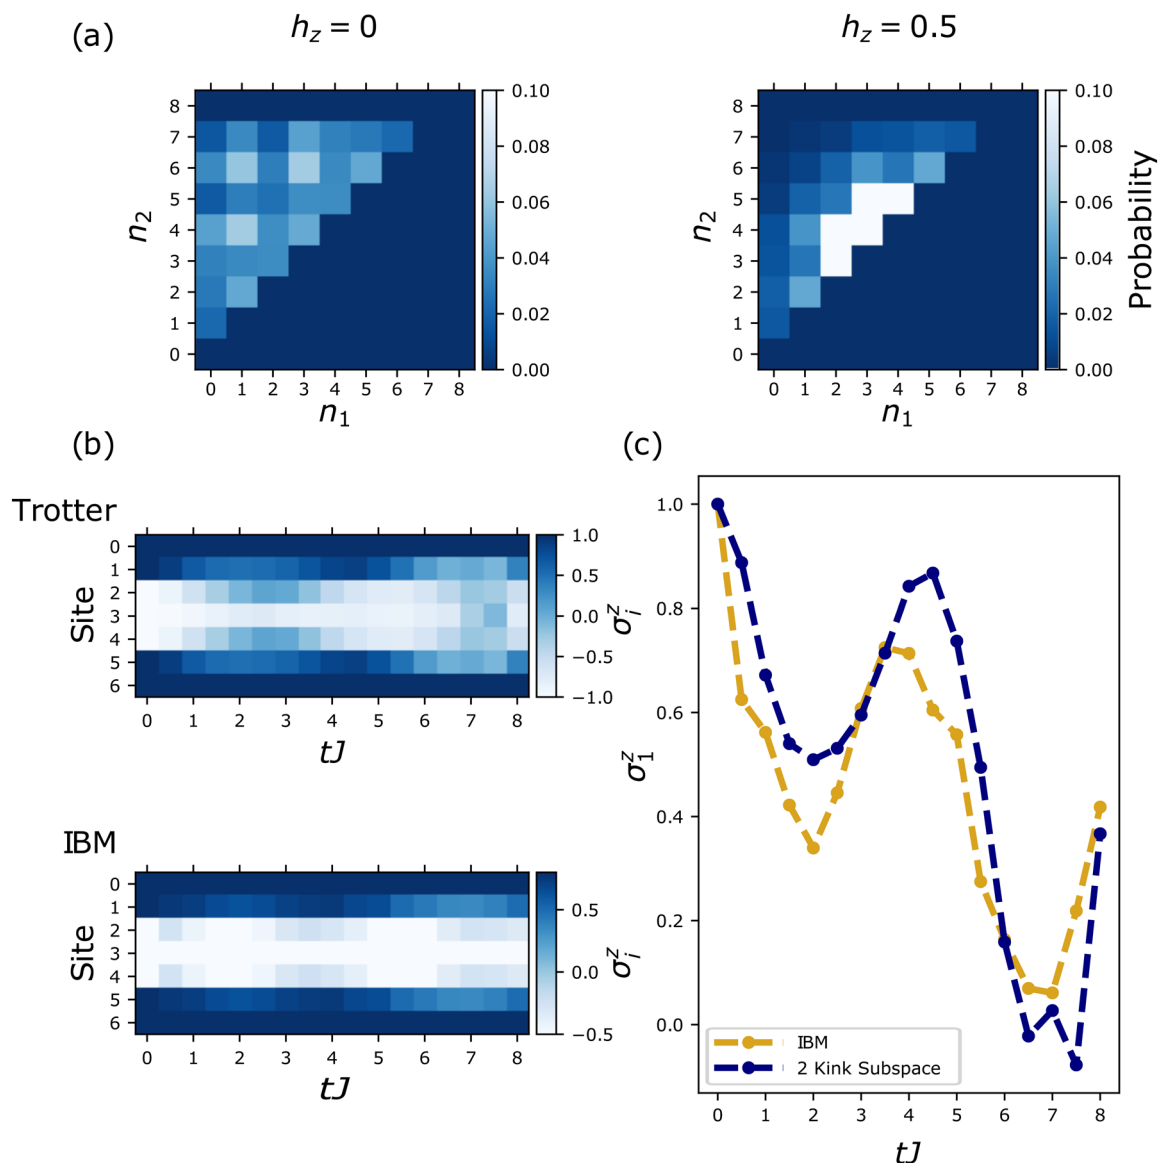 (a)
h_z = 0
h_z = 0.5
n_2
8
7
6
5
4
3
2
1
0
0 1 2 3 4 5 6 7 8
n_1
0.10
0.08
0.06
0.04
0.02
0.00
n_2
8
7
6
5
4
3
2
1
0
0 1 2 3 4 5 6 7 8
n_1
0.10
0.08
0.06
0.04
0.02
0.00
Probability
(b)
Trotter
Site
0
1
2
3
4
5
6
0 1 2 3 4 5 6 7 8
tJ
1.0
0.5
0.0
−0.5
−1.0
σ_i^z
IBM
Site
0
1
2
3
4
5
6
0 1 2 3 4 5 6 7 8
tJ
0.5
0.0
−0.5
σ_i^z
(c)
σ_1^z
1.0
0.8
0.6
0.4
0.2
0.0
IBM
2 Kink Subspace
0 1 2 3 4 5 6 7 8
tJ